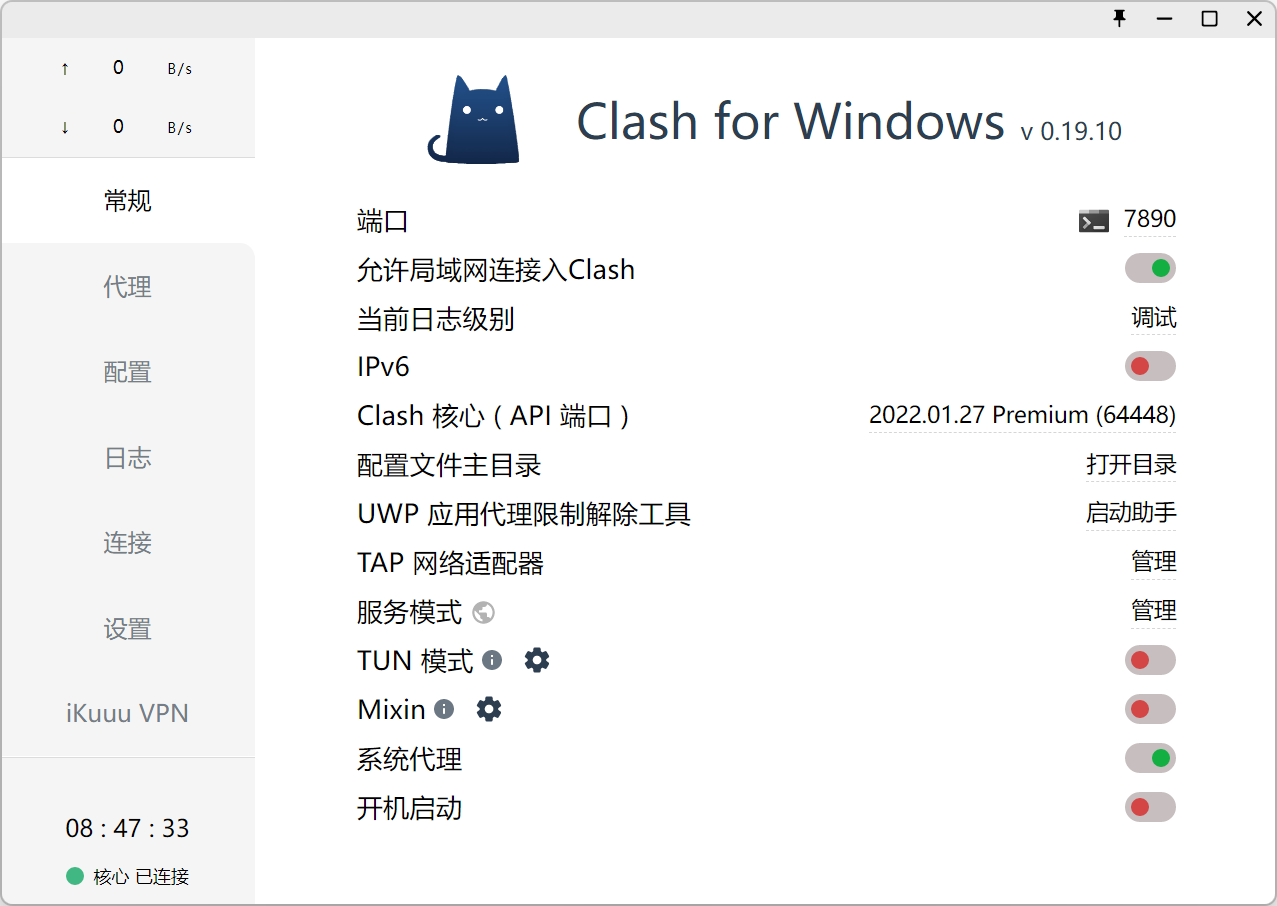 ↑ 0 B/s
↓ 0 B/s
常规
代理
配置
日志
连接
设置
iKuuu VPN
08 : 47 : 33
核心 已连接
Clash for Windows v 0.19.10
端口 7890
允许局域网连接入Clash
当前日志级别 调试
IPv6
Clash 核心 ( API 端口 ) 2022.01.27 Premium (64448)
配置文件主目录 打开目录
UWP 应用代理限制解除工具 启动助手
TAP 网络适配器 管理
服务模式 管理
TUN 模式
Mixin
系统代理
开机启动